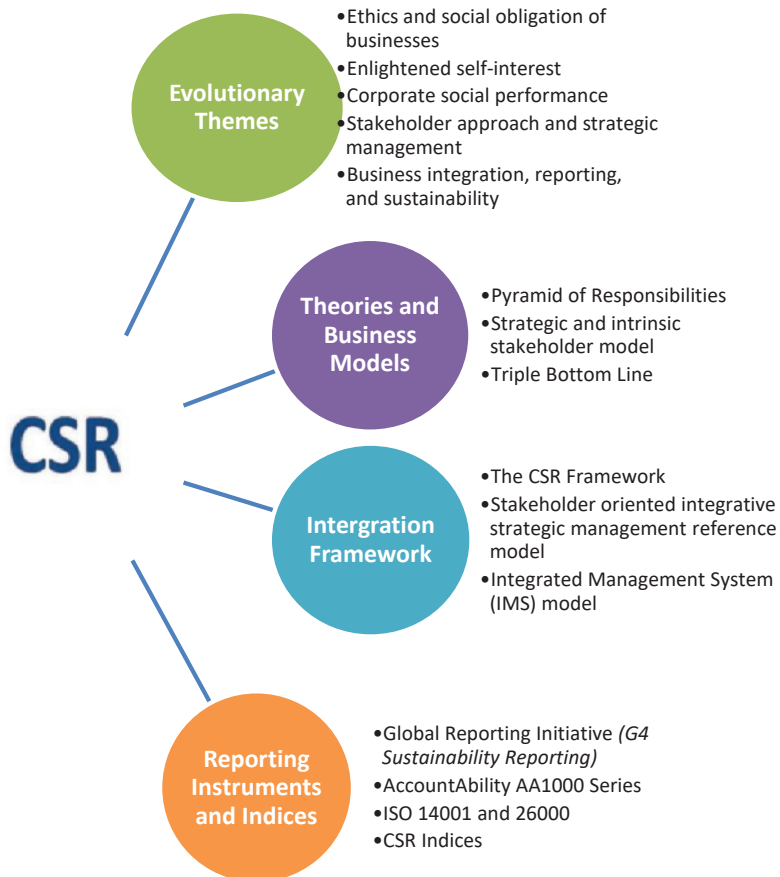 •Ethics and social obligation of
businesses
•Enlightened self-interest
•Corporate social performance
•Stakeholder approach and strategic
management
•Business integration, reporting,
and sustainability
Evolutionary
Themes
Theories and
Business
Models
•Pyramid of Responsibilities
•Strategic and intrinsic
stakeholder model
•Triple Bottom Line
CSR
Intergration
Framework
•The CSR Framework
•Stakeholder oriented integrative
strategic management reference
model
•Integrated Management System
(IMS) model
Reporting
Instruments
and Indices
•Global Reporting Initiative (G4
Sustainability Reporting)
•AccountAbility AA1000 Series
•ISO 14001 and 26000
•CSR Indices